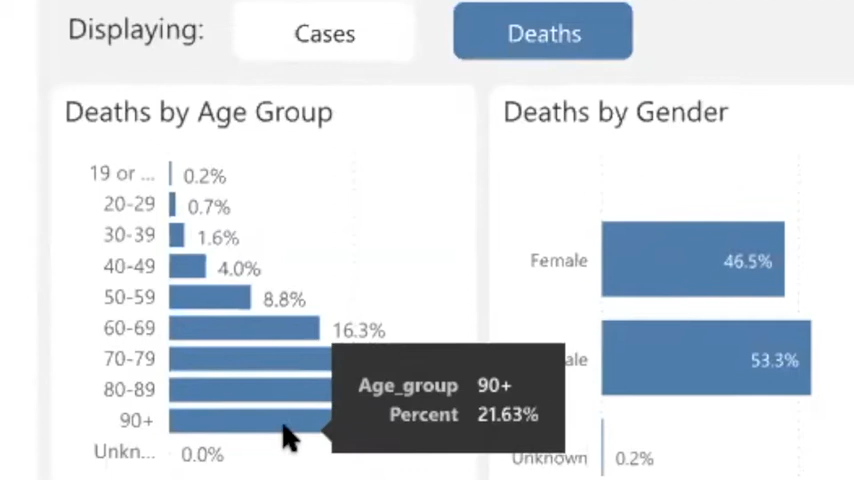 Displaying: Cases Deaths
Deaths by Age Group
19 or ... 0.2%
20-29 0.7%
30-39 1.6%
40-49 4.0%
50-59 8.8%
60-69 16.3%
70-79
80-89
90+
Unkn... 0.0%
Age_group 90+
Percent 21.63%
Deaths by Gender
Female 46.5%
ale 53.3%
Unknown 0.2%